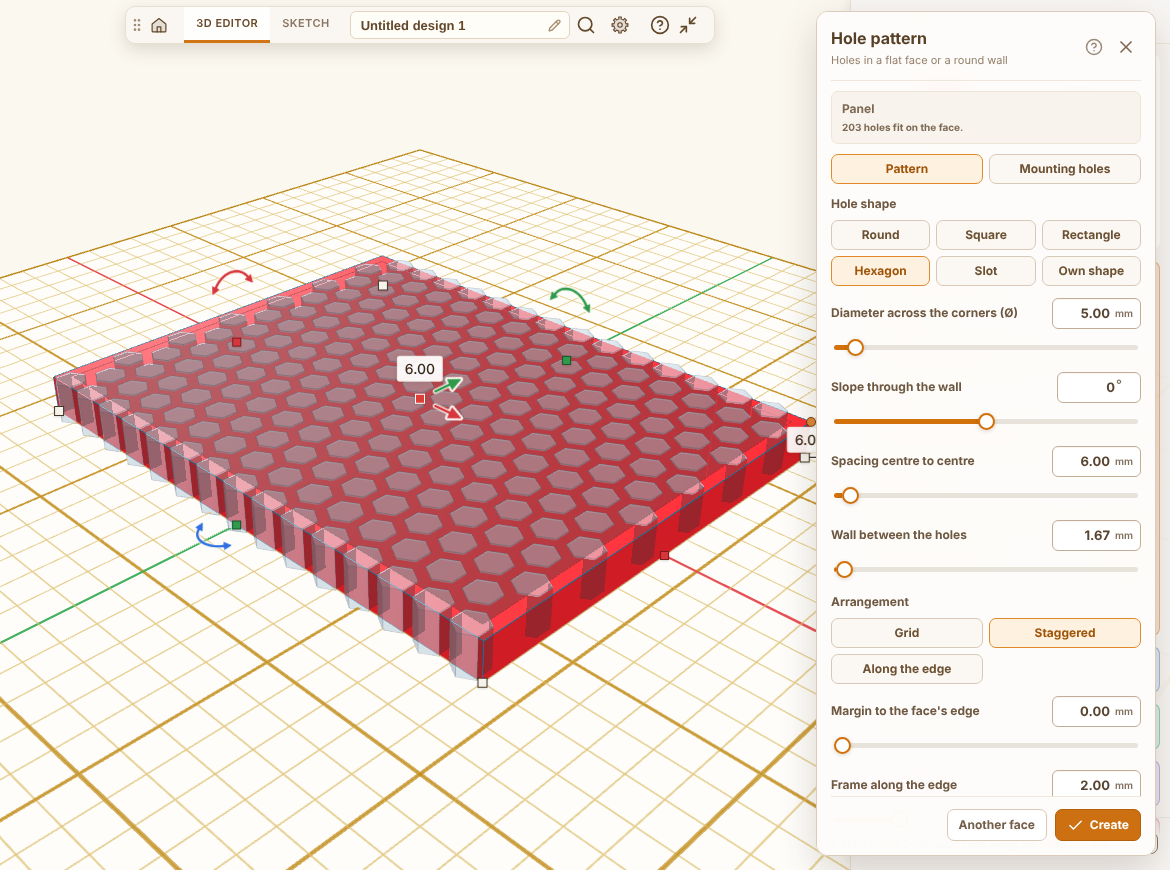 3D EDITOR
SKETCH
Untitled design 1
Hole pattern
Holes in a flat face or a round wall
Panel
203 holes fit on the face.
Pattern
Mounting holes
Hole shape
Round
Square
Rectangle
Hexagon
Slot
Own shape
Diameter across the corners (Ø)
5.00 mm
Slope through the wall
0°
Spacing centre to centre
6.00 mm
Wall between the holes
1.67 mm
Arrangement
Grid
Staggered
Along the edge
Margin to the face's edge
0.00 mm
Frame along the edge
2.00 mm
Another face
Create
6.00
6.0